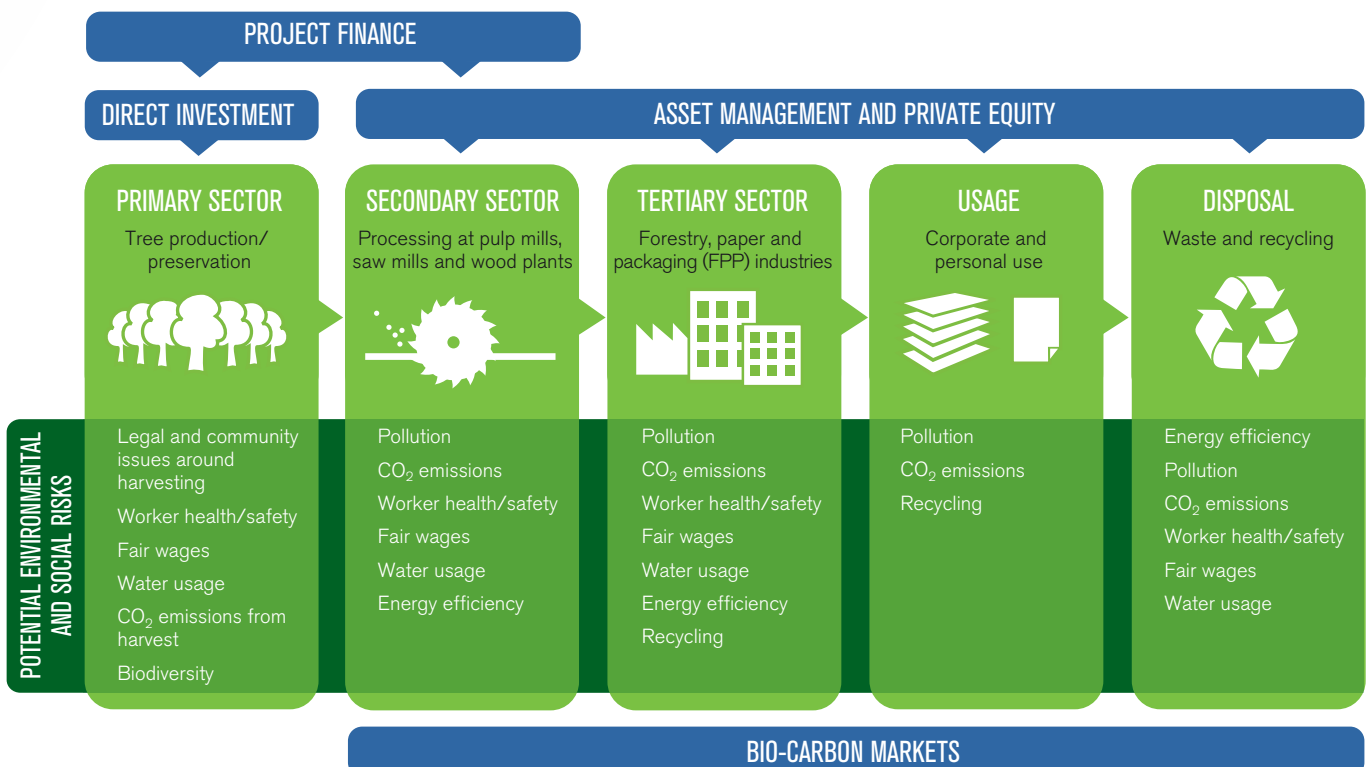 PROJECT FINANCE
DIRECT INVESTMENT
ASSET MANAGEMENT AND PRIVATE EQUITY
PRIMARY SECTOR
Tree production/
preservation
SECONDARY SECTOR
Processing at pulp mills,
saw mills and wood plants
TERTIARY SECTOR
Forestry, paper and
packaging (FPP) industries
USAGE
Corporate and
personal use
DISPOSAL
Waste and recycling
POTENTIAL ENVIRONMENTAL
AND SOCIAL RISKS
Legal and community
issues around
harvesting
Worker health/safety
Fair wages
Water usage
CO₂ emissions from
harvest
Biodiversity
Pollution
CO₂ emissions
Worker health/safety
Fair wages
Water usage
Energy efficiency
Pollution
CO₂ emissions
Worker health/safety
Fair wages
Water usage
Energy efficiency
Recycling
Pollution
CO₂ emissions
Recycling
Energy efficiency
Pollution
CO₂ emissions
Worker health/safety
Fair wages
Water usage
BIO-CARBON MARKETS